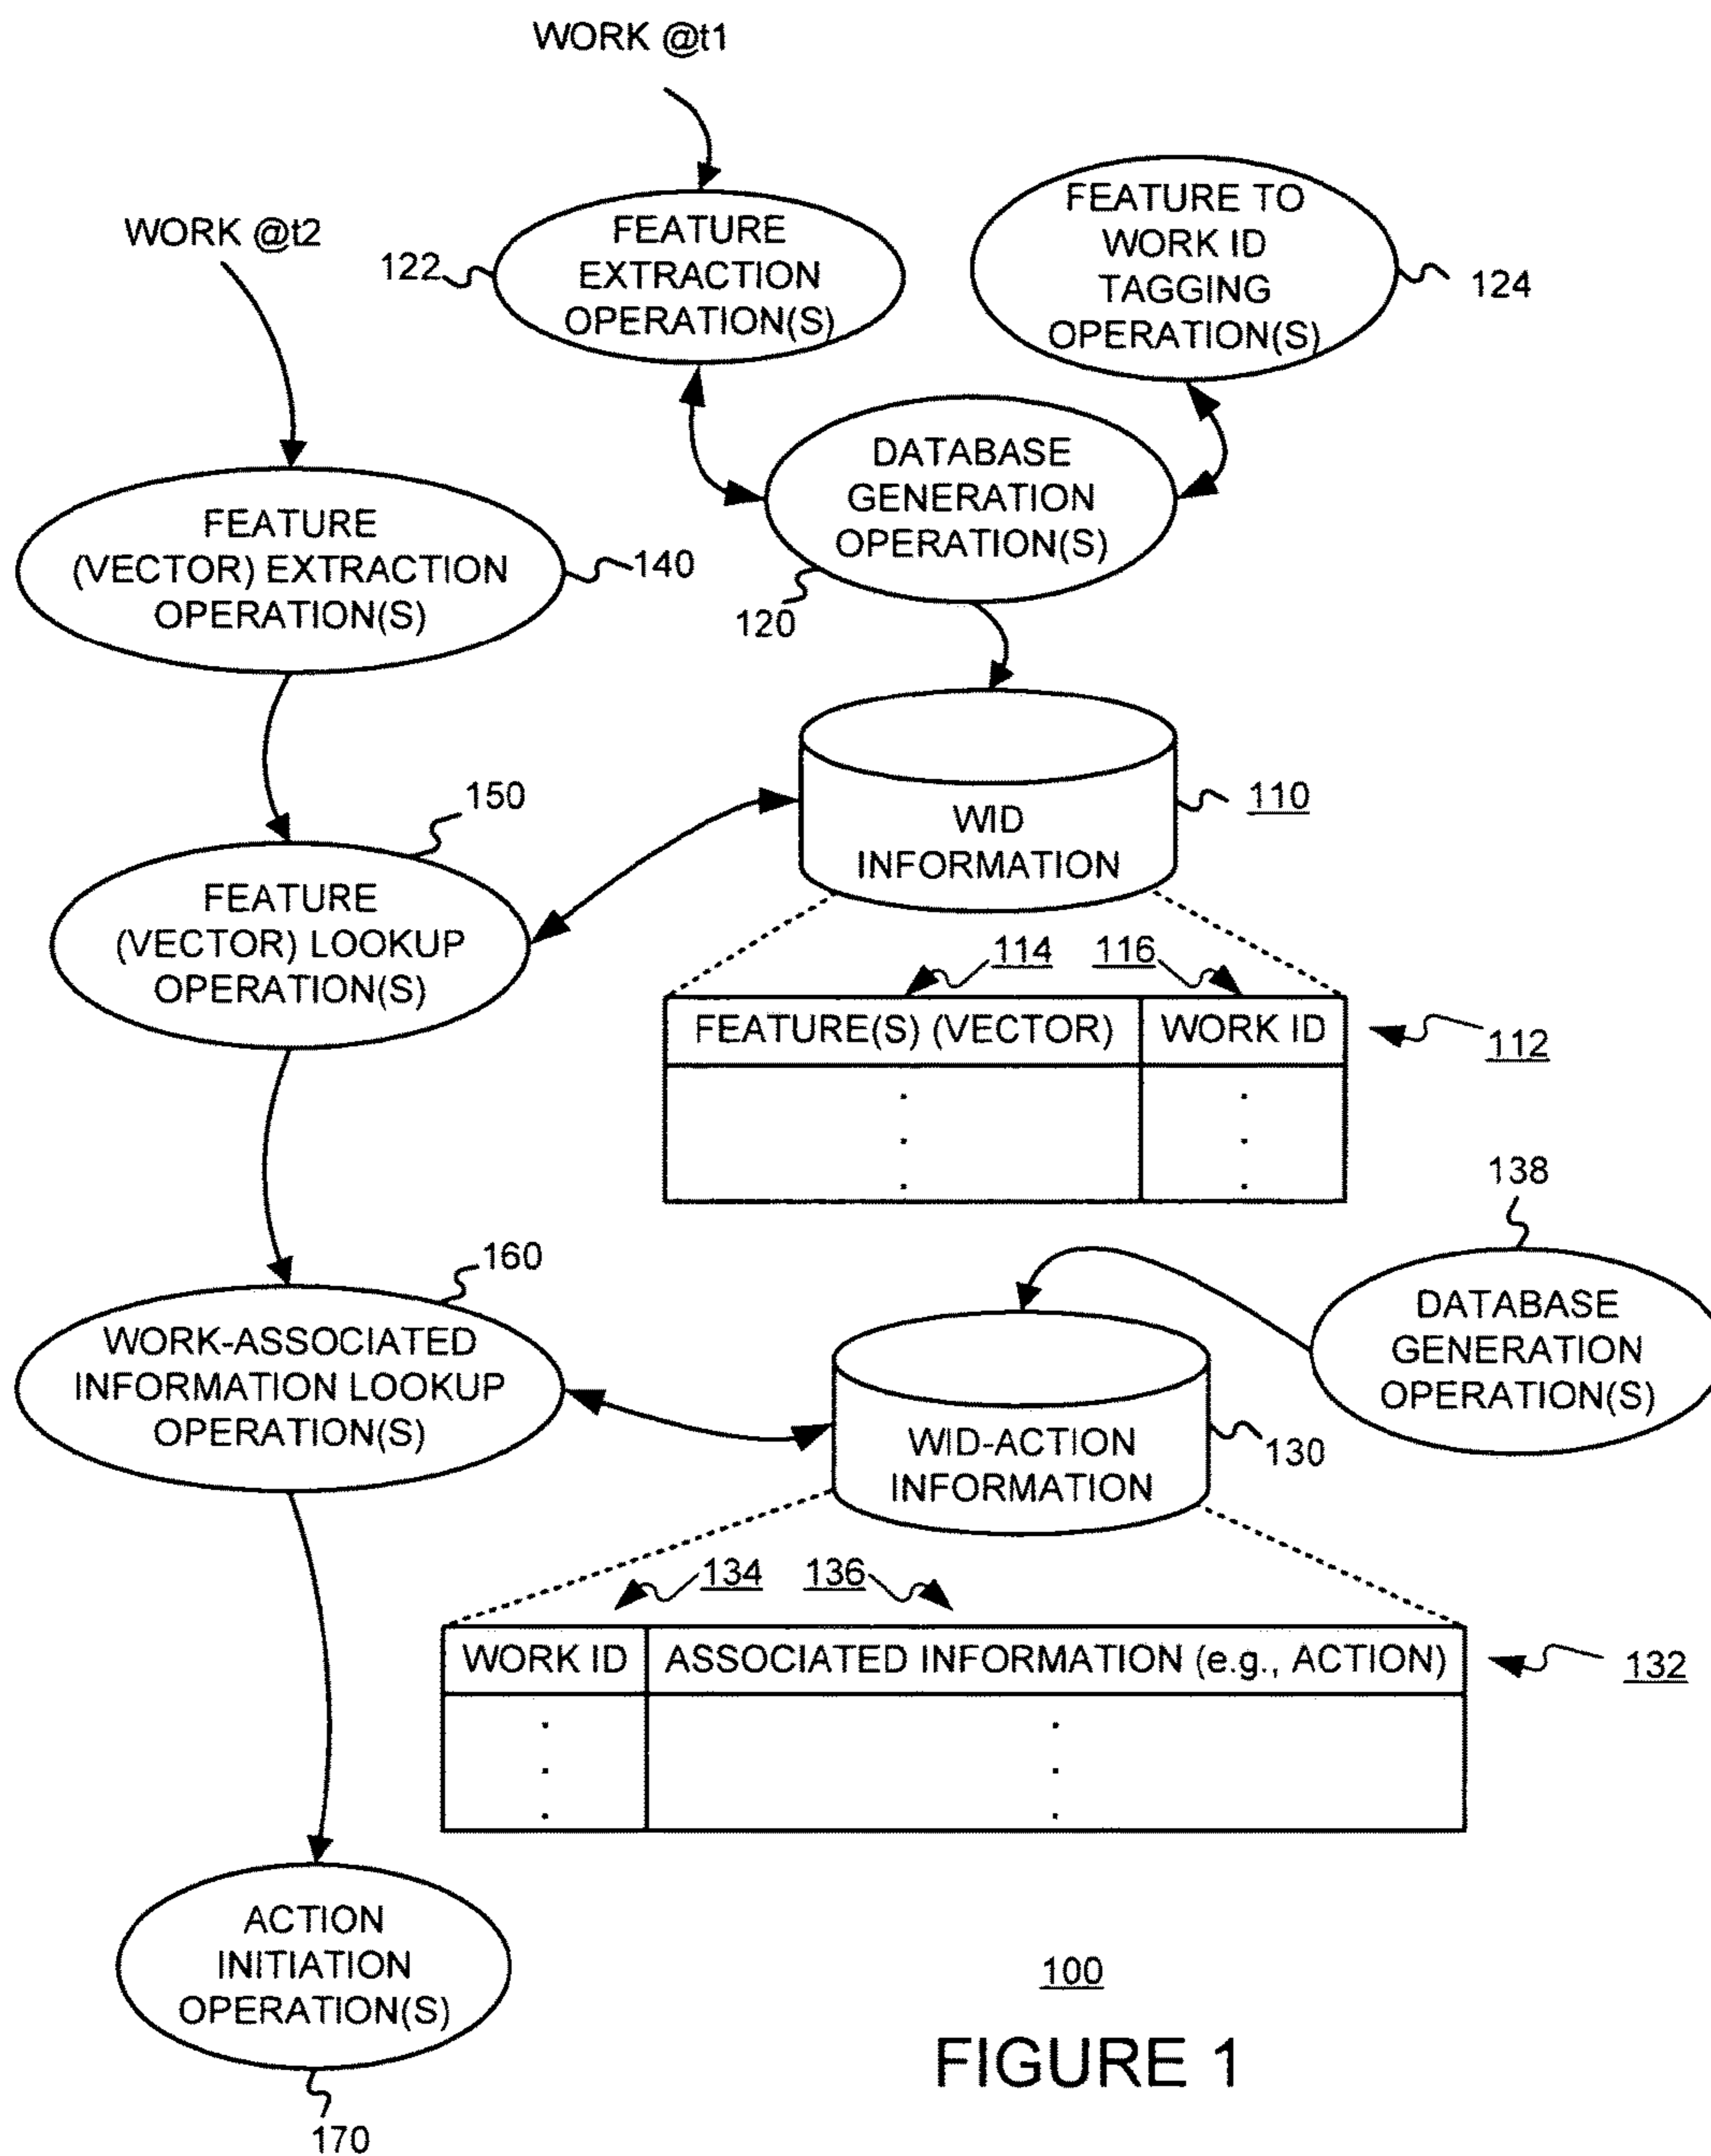 WORK @t1
WORK @t2
122
FEATURE
EXTRACTION
OPERATION(S)
FEATURE TO
WORK ID
TAGGING
OPERATION(S)
124
DATABASE
GENERATION
OPERATION(S)
120
FEATURE
(VECTOR) EXTRACTION
OPERATION(S)
140
150
FEATURE
(VECTOR) LOOKUP
OPERATION(S)
WID
INFORMATION
110
114
116
FEATURE(S) (VECTOR)
WORK ID
112
.
.
.
.
.
.
138
DATABASE
GENERATION
OPERATION(S)
160
WORK-ASSOCIATED
INFORMATION LOOKUP
OPERATION(S)
WID-ACTION
INFORMATION
130
134
136
WORK ID
ASSOCIATED INFORMATION (e.g., ACTION)
132
.
.
.
.
.
.
ACTION
INITIATION
OPERATION(S)
170
100
FIGURE 1